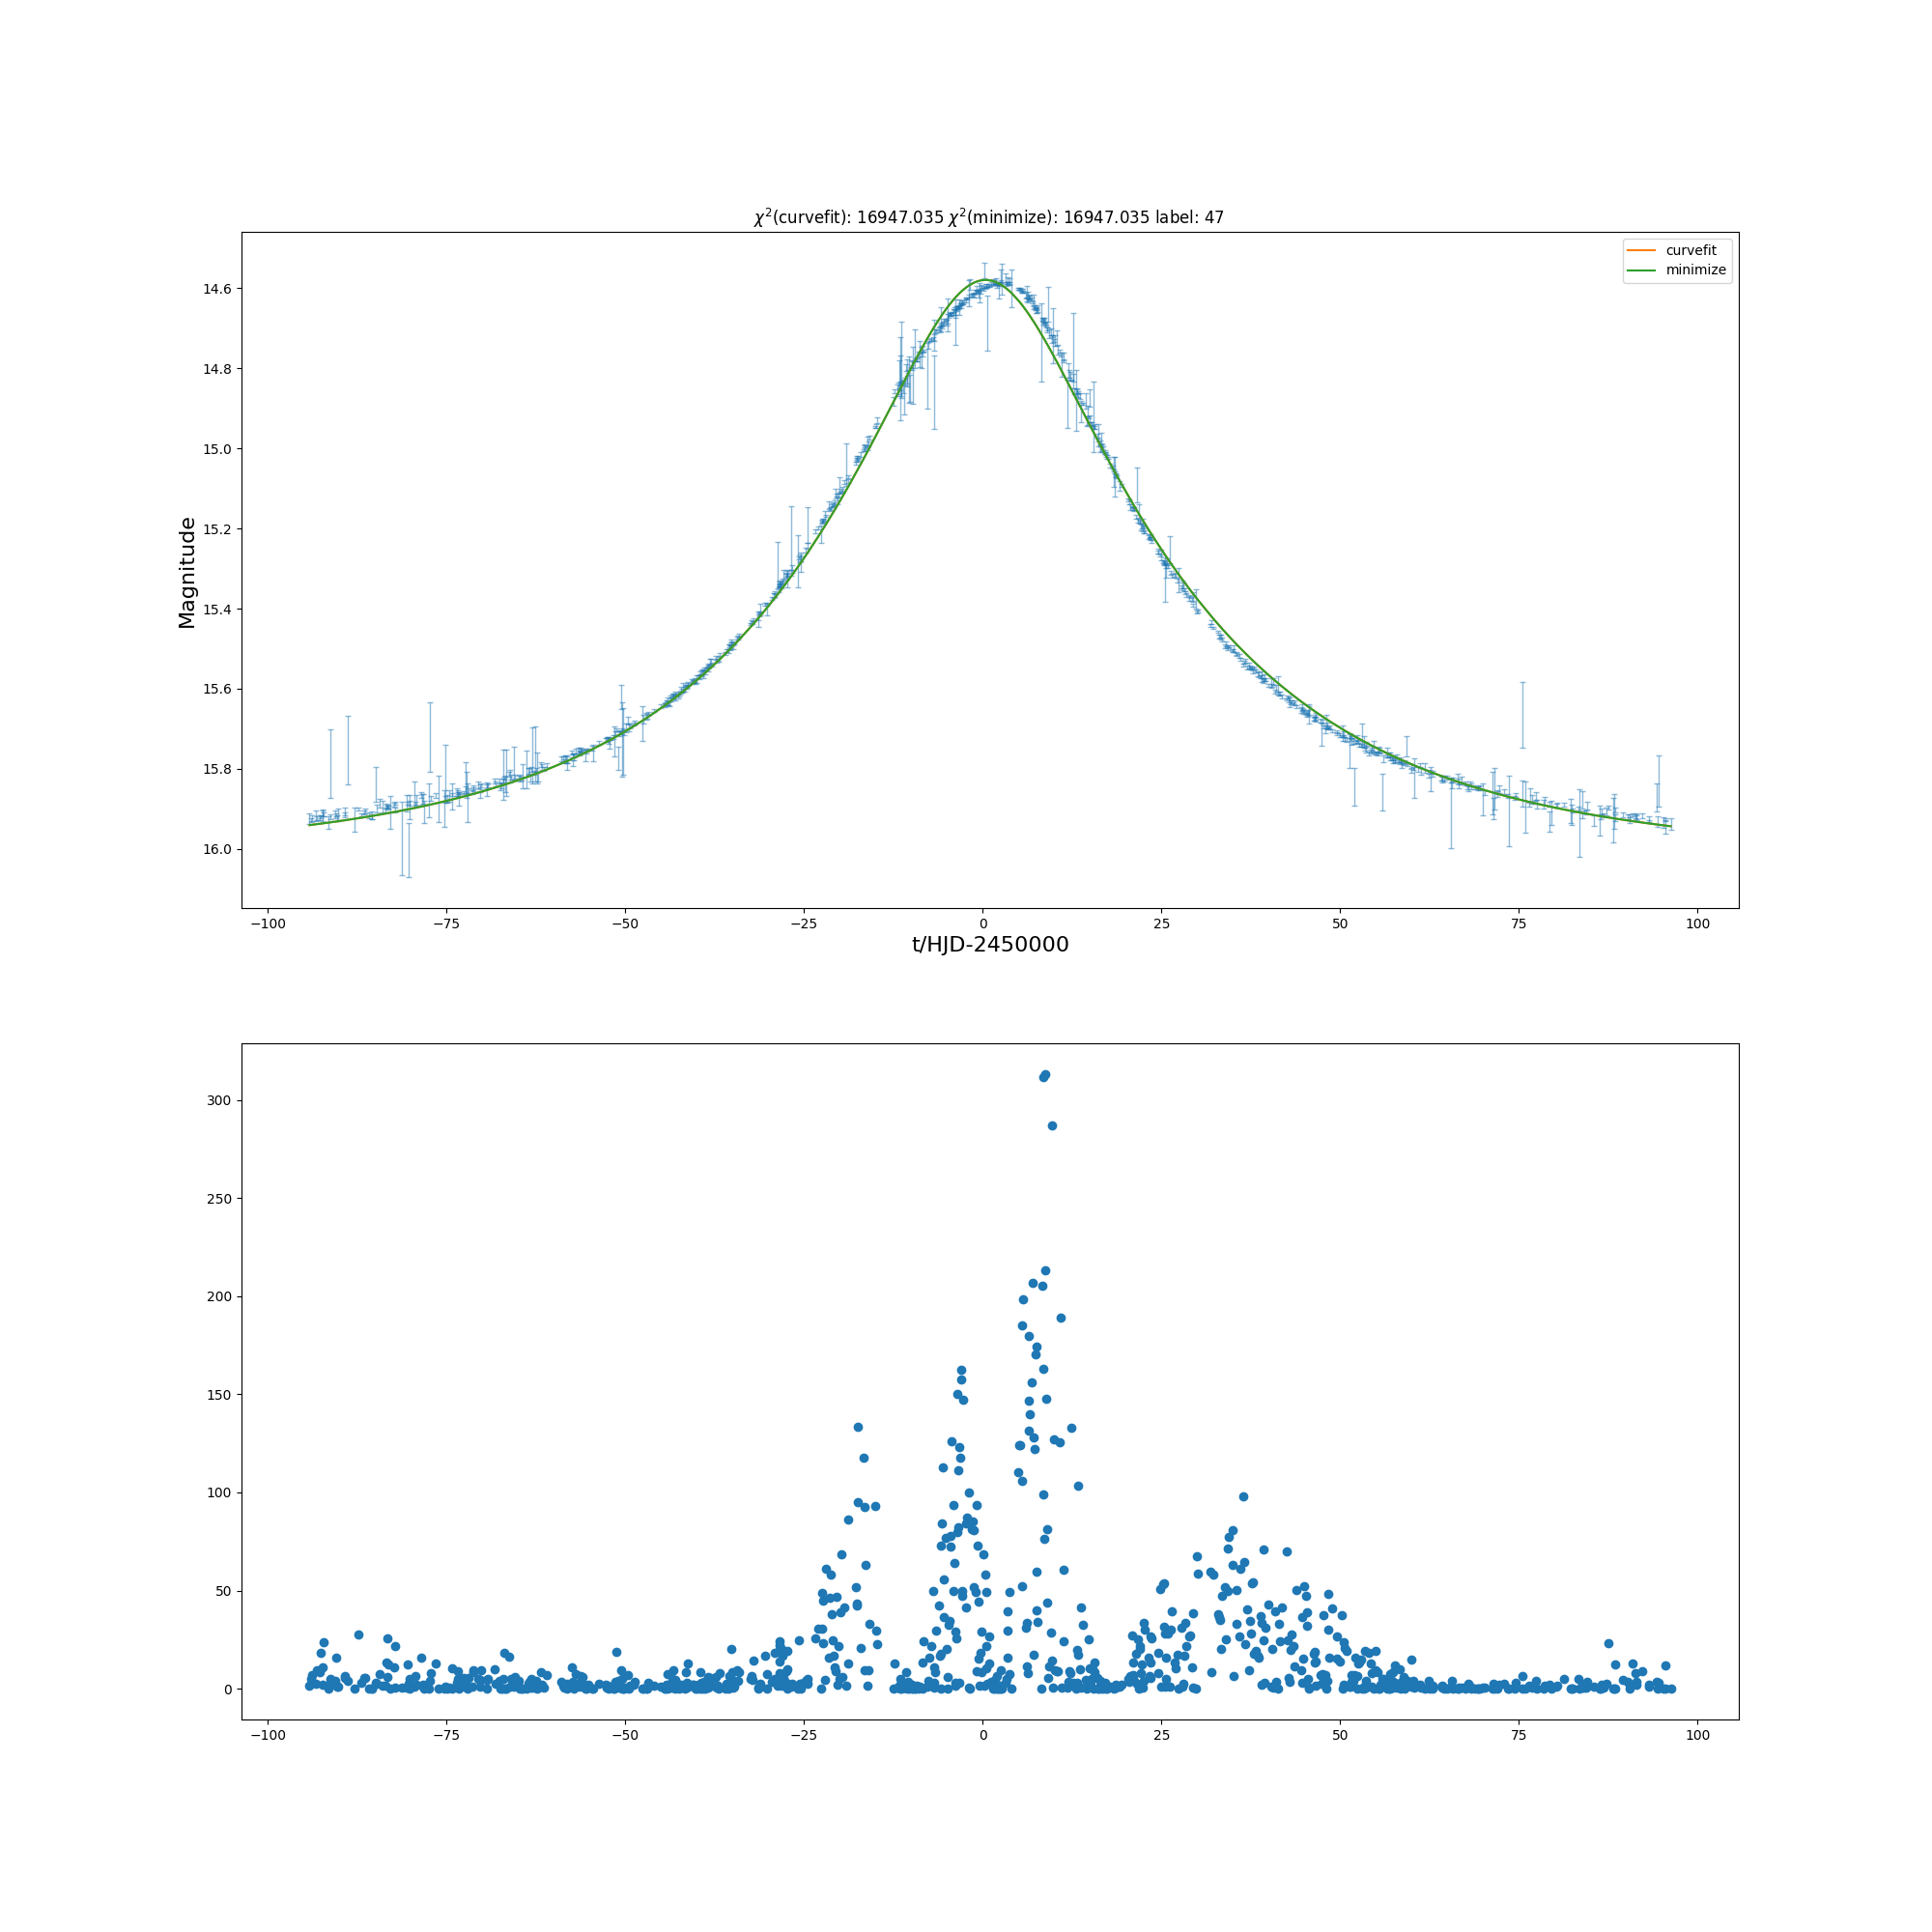 χ²(curvefit): 16947.035 χ²(minimize): 16947.035 label: 47
curvefit
minimize
Magnitude
14.6
14.8
15.0
15.2
15.4
15.6
15.8
16.0
−100 −75 −50 −25 0 25 50 75 100
t/HJD-2450000
300
250
200
150
100
50
0
−100 −75 −50 −25 0 25 50 75 100